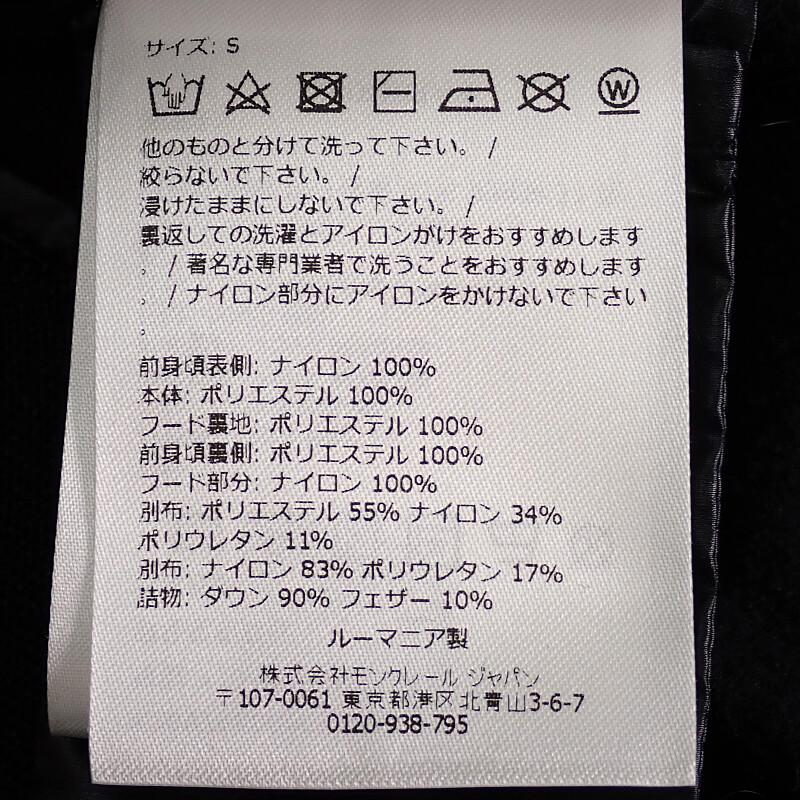 サイズ: S
W
他のものと分けて洗って下さい。 /
絞らないで下さい。 /
浸けたままにしないで下さい。 /
裏返しての洗濯とアイロンがけをおすすめします
。 / 著名な専門業者で洗うことをおすすめします
。 / ナイロン部分にアイロンをかけないで下さい
。
前身頃表側: ナイロン 100%
本体: ポリエステル 100%
フード裏地: ポリエステル 100%
前身頃裏側: ポリエステル 100%
フード部分: ナイロン 100%
別布: ポリエステル 55% ナイロン 34%
ポリウレタン 11%
別布: ナイロン 83% ポリウレタン 17%
詰物: ダウン 90% フェザー 10%
ルーマニア製
株式会社モンクレール ジャパン
〒107-0061 東京都港区北青山3-6-7
0120-938-795